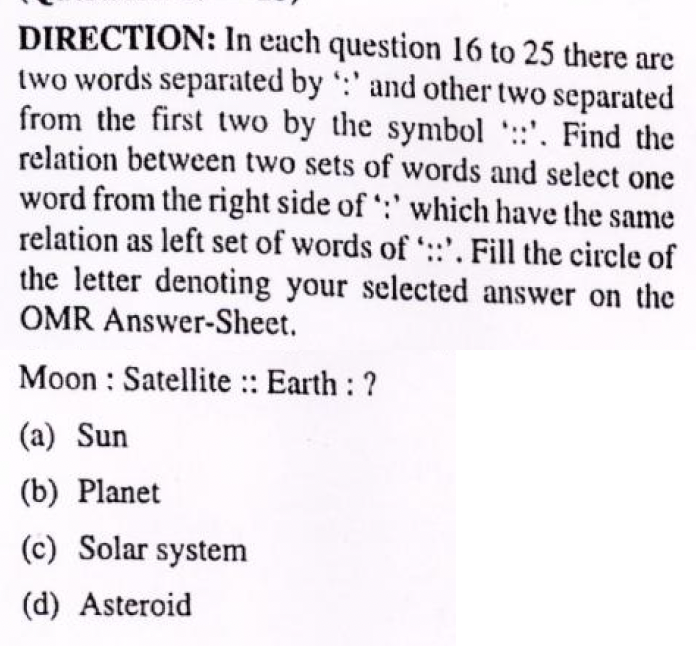 DIRECTION: In each question 16 to 25 there are
two words separated by ‘:’ and other two separated
from the first two by the symbol ‘::’. Find the
relation between two sets of words and select one
word from the right side of ‘:’ which have the same
relation as left set of words of ‘::’. Fill the circle of
the letter denoting your selected answer on the
OMR Answer-Sheet.
Moon : Satellite :: Earth : ?
(a) Sun
(b) Planet
(c) Solar system
(d) Asteroid